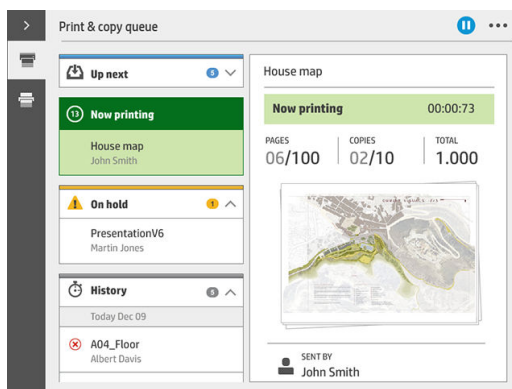 Print & copy queue
Up next
5
House map
13
Now printing
House map
John Smith
Now printing
00:00:73
PAGES
COPIES
TOTAL
06/100
02/10
1.000
On hold
1
PresentationV6
Martin Jones
History
5
Today Dec 09
A04_Floor
Albert Davis
SENT BY
John Smith